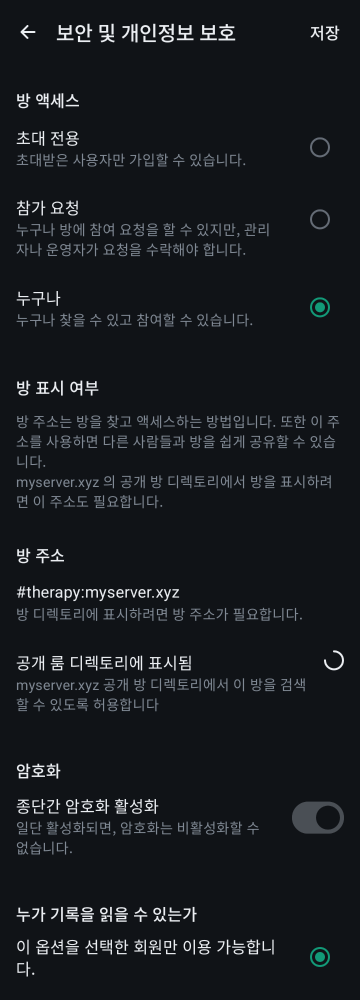 보안 및 개인정보 보호
저장
방 액세스
초대 전용
초대받은 사용자만 가입할 수 있습니다.
참가 요청
누구나 방에 참여 요청을 할 수 있지만, 관리
자나 운영자가 요청을 수락해야 합니다.
누구나
누구나 찾을 수 있고 참여할 수 있습니다.
방 표시 여부
방 주소는 방을 찾고 액세스하는 방법입니다. 또한 이 주
소를 사용하면 다른 사람들과 방을 쉽게 공유할 수 있습
니다.
myserver.xyz 의 공개 방 디렉토리에서 방을 표시하려
면 이 주소도 필요합니다.
방 주소
#therapy:myserver.xyz
방 디렉토리에 표시하려면 방 주소가 필요합니다.
공개 룸 디렉토리에 표시됨
myserver.xyz 공개 방 디렉토리에서 이 방을 검색
할 수 있도록 허용합니다
암호화
종단간 암호화 활성화
일단 활성화되면, 암호화는 비활성화할 수
없습니다.
누가 기록을 읽을 수 있는가
이 옵션을 선택한 회원만 이용 가능합니
다.